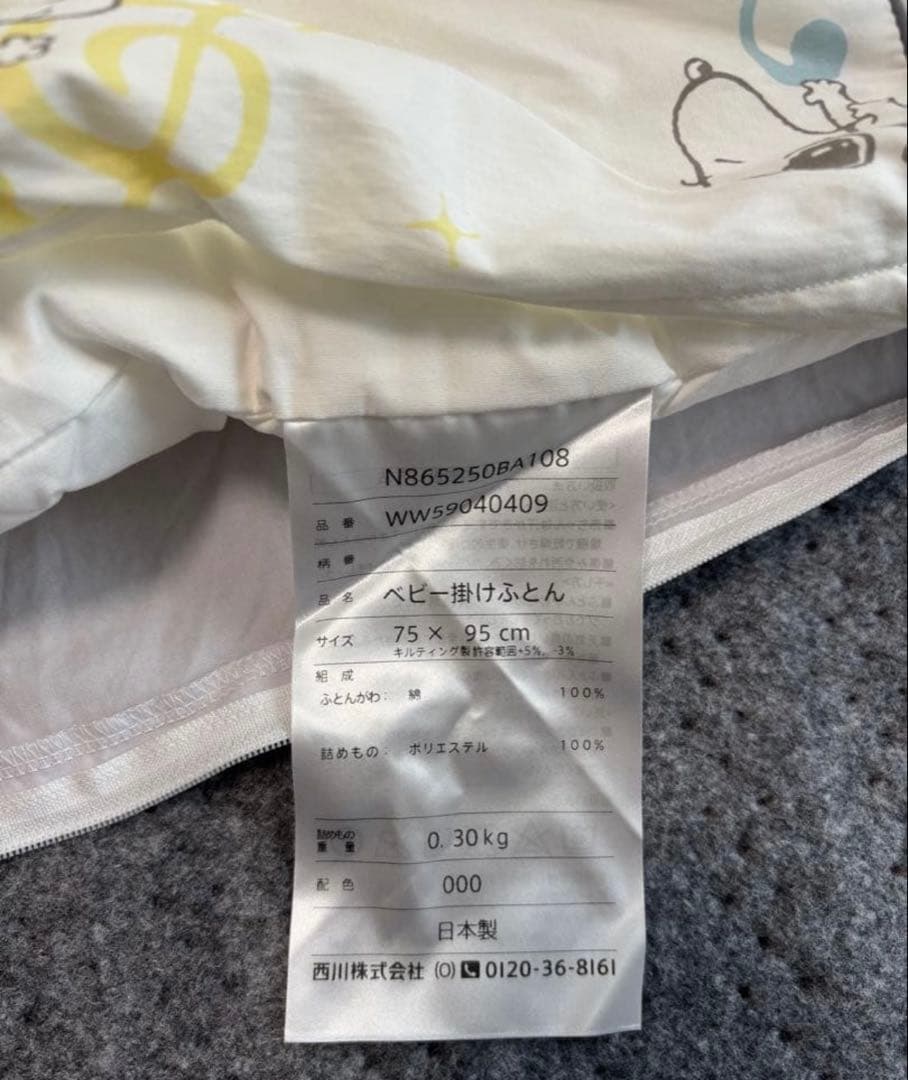 N865250BA108
品番 WW59040409
柄番
品名 ベビー掛けふとん
サイズ 75 × 95 cm
キルティング製許容範囲+5%, -3%
組成
ふとんがわ: 綿 100%
詰めもの: ポリエステル 100%
詰めもの重量 0.30kg
配色 000
日本製
西川株式会社 (O) 0120-36-8161